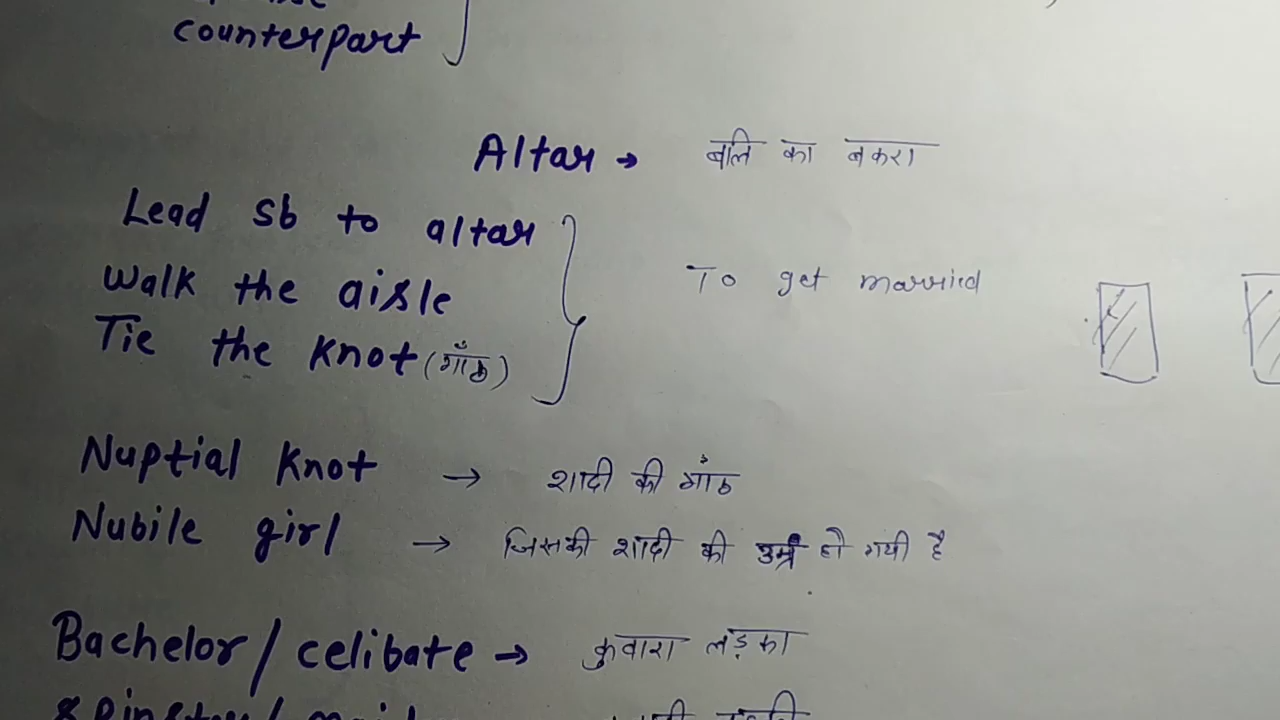 counterpart
Altar → बलि का बकरा
Lead sb to altar
Walk the aisle
Tie the knot (गाँठ)
To get married
Nuptial knot → शादी की गांठ
Nubile girl → जिसकी शादी की उम्र हो गयी है
Bachelor / celibate → कुवारा लड़का